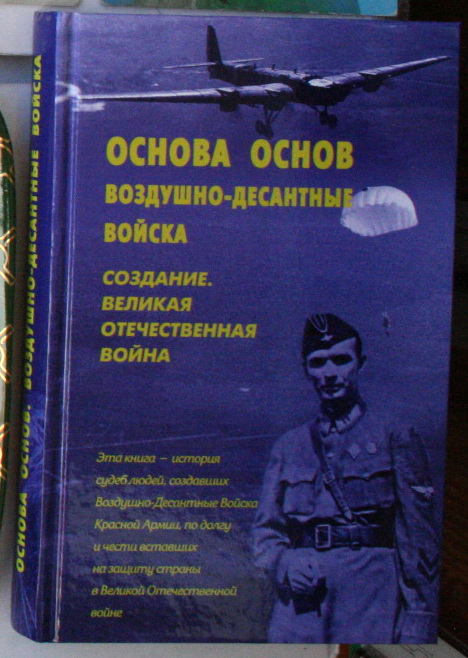 ОСНОВА ОСНОВ
ВОЗДУШНО-ДЕСАНТНЫЕ
ВОЙСКА
СОЗДАНИЕ.
ВЕЛИКАЯ
ОТЕЧЕСТВЕННАЯ
ВОЙНА
Эта книга – история
судеб людей, создавших
Воздушно-Десантные Войска
Красной Армии, по долгу
и чести вставших
на защиту страны
в Великой Отечественной
войне
ОСНОВА ОСНОВ. ВОЗДУШНО-ДЕСАНТНЫЕ ВОЙСКА